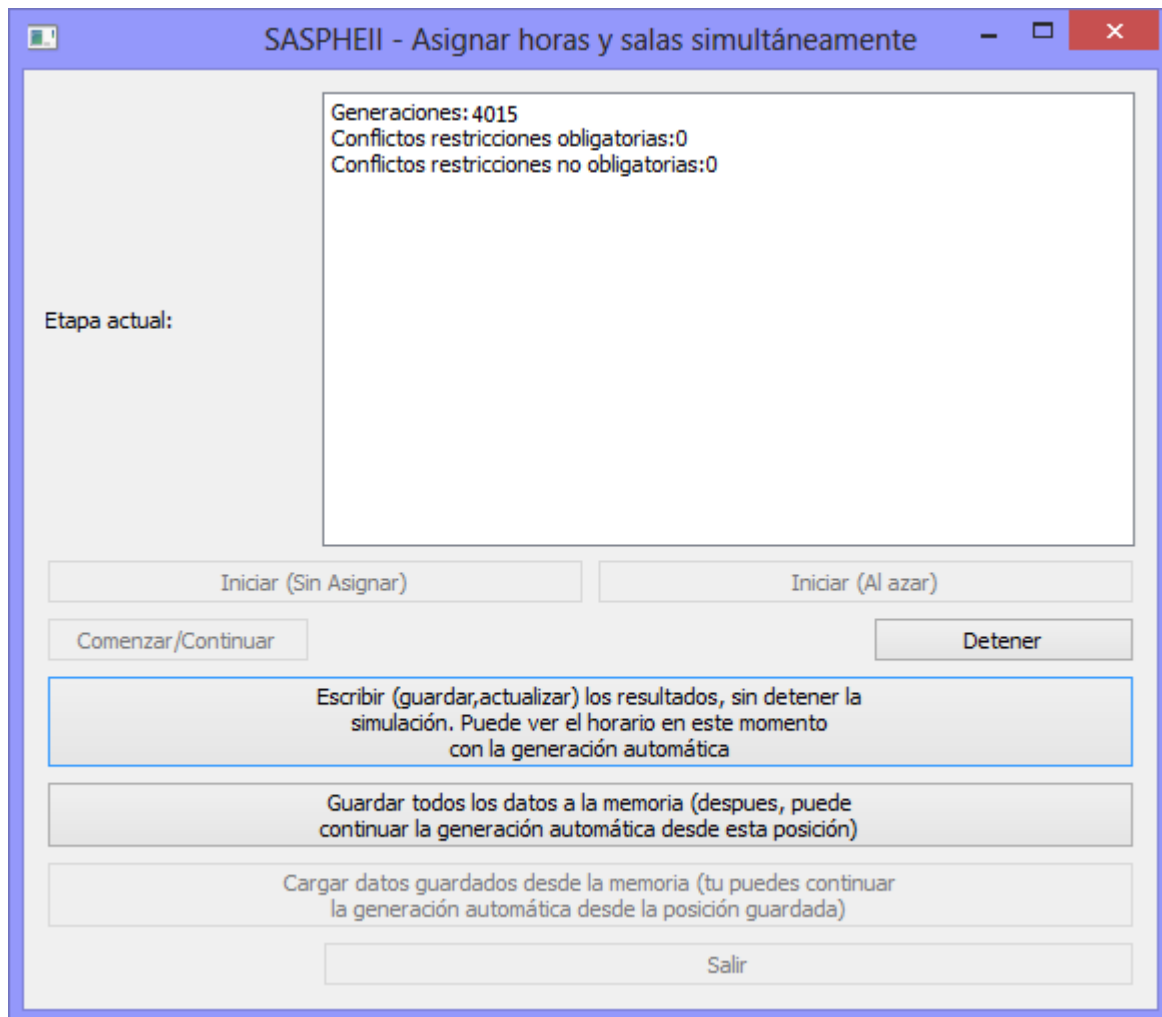 SASPHEII - Asignar horas y salas simultáneamente
Generaciones: 4015
Conflictos restricciones obligatorias:0
Conflictos restricciones no obligatorias:0
Etapa actual:
Iniciar (Sin Asignar)
Iniciar (Al azar)
Comenzar/Continuar
Detener
Escribir (guardar,actualizar) los resultados, sin detener la
simulación. Puede ver el horario en este momento
con la generación automática
Guardar todos los datos a la memoria (despues, puede
continuar la generación automática desde esta posición)
Cargar datos guardados desde la memoria (tu puedes continuar
la generación automática desde la posición guardada)
Salir